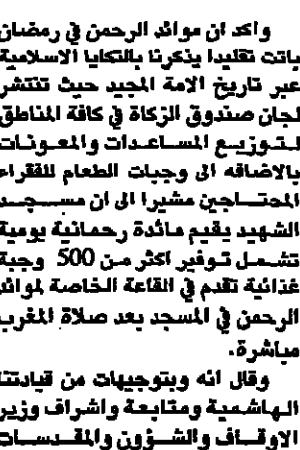 واكد ان موائد الرحمن في رمضان
باتت تقليدا يذكرنا بالتكايا الاسلامية
عبر تاريخ الامة المجيد حيث تنتشر
لجان صندوق الزكاة في كافة المناطق
لتوزيع المساعدات والمعونات
بالاضافه الى وجبات الطعام للفقراء
المحتاجين مشيرا الى ان مسجد
الشهيد يقيم مائدة رحمانية يومية
تشمل توفير اكثر من 500 وجبة
غذائية تقدم في القاعة الخاصة لموائد
الرحمن في المسجد بعد صلاة المغرب
مباشرة.
وقال انه وبتوجيهات من قيادتنا
الهاشمية ومتابعة واشراف وزير
الاوقاف والشؤون والمقدسات